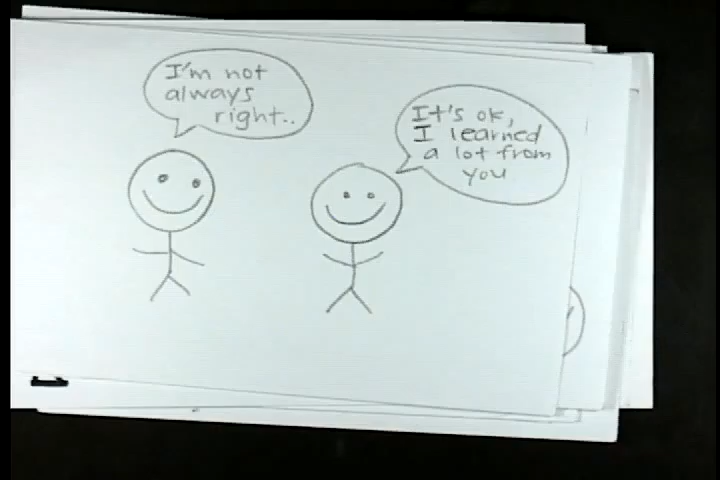 I'm not
always
right..
It's ok,
I learned
a lot from
you